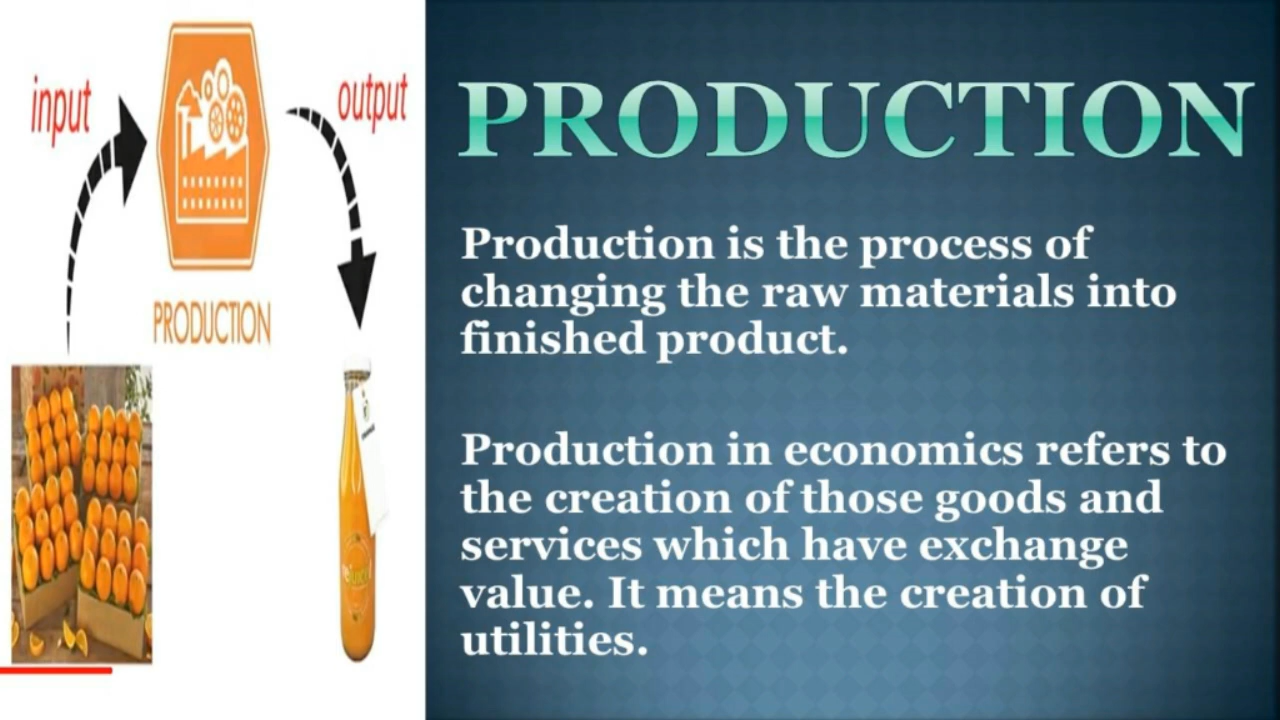 input
output
PRODUCTION
PRODUCTION
Production is the process of
changing the raw materials into
finished product.
Production in economics refers to
the creation of those goods and
services which have exchange
value. It means the creation of
utilities.